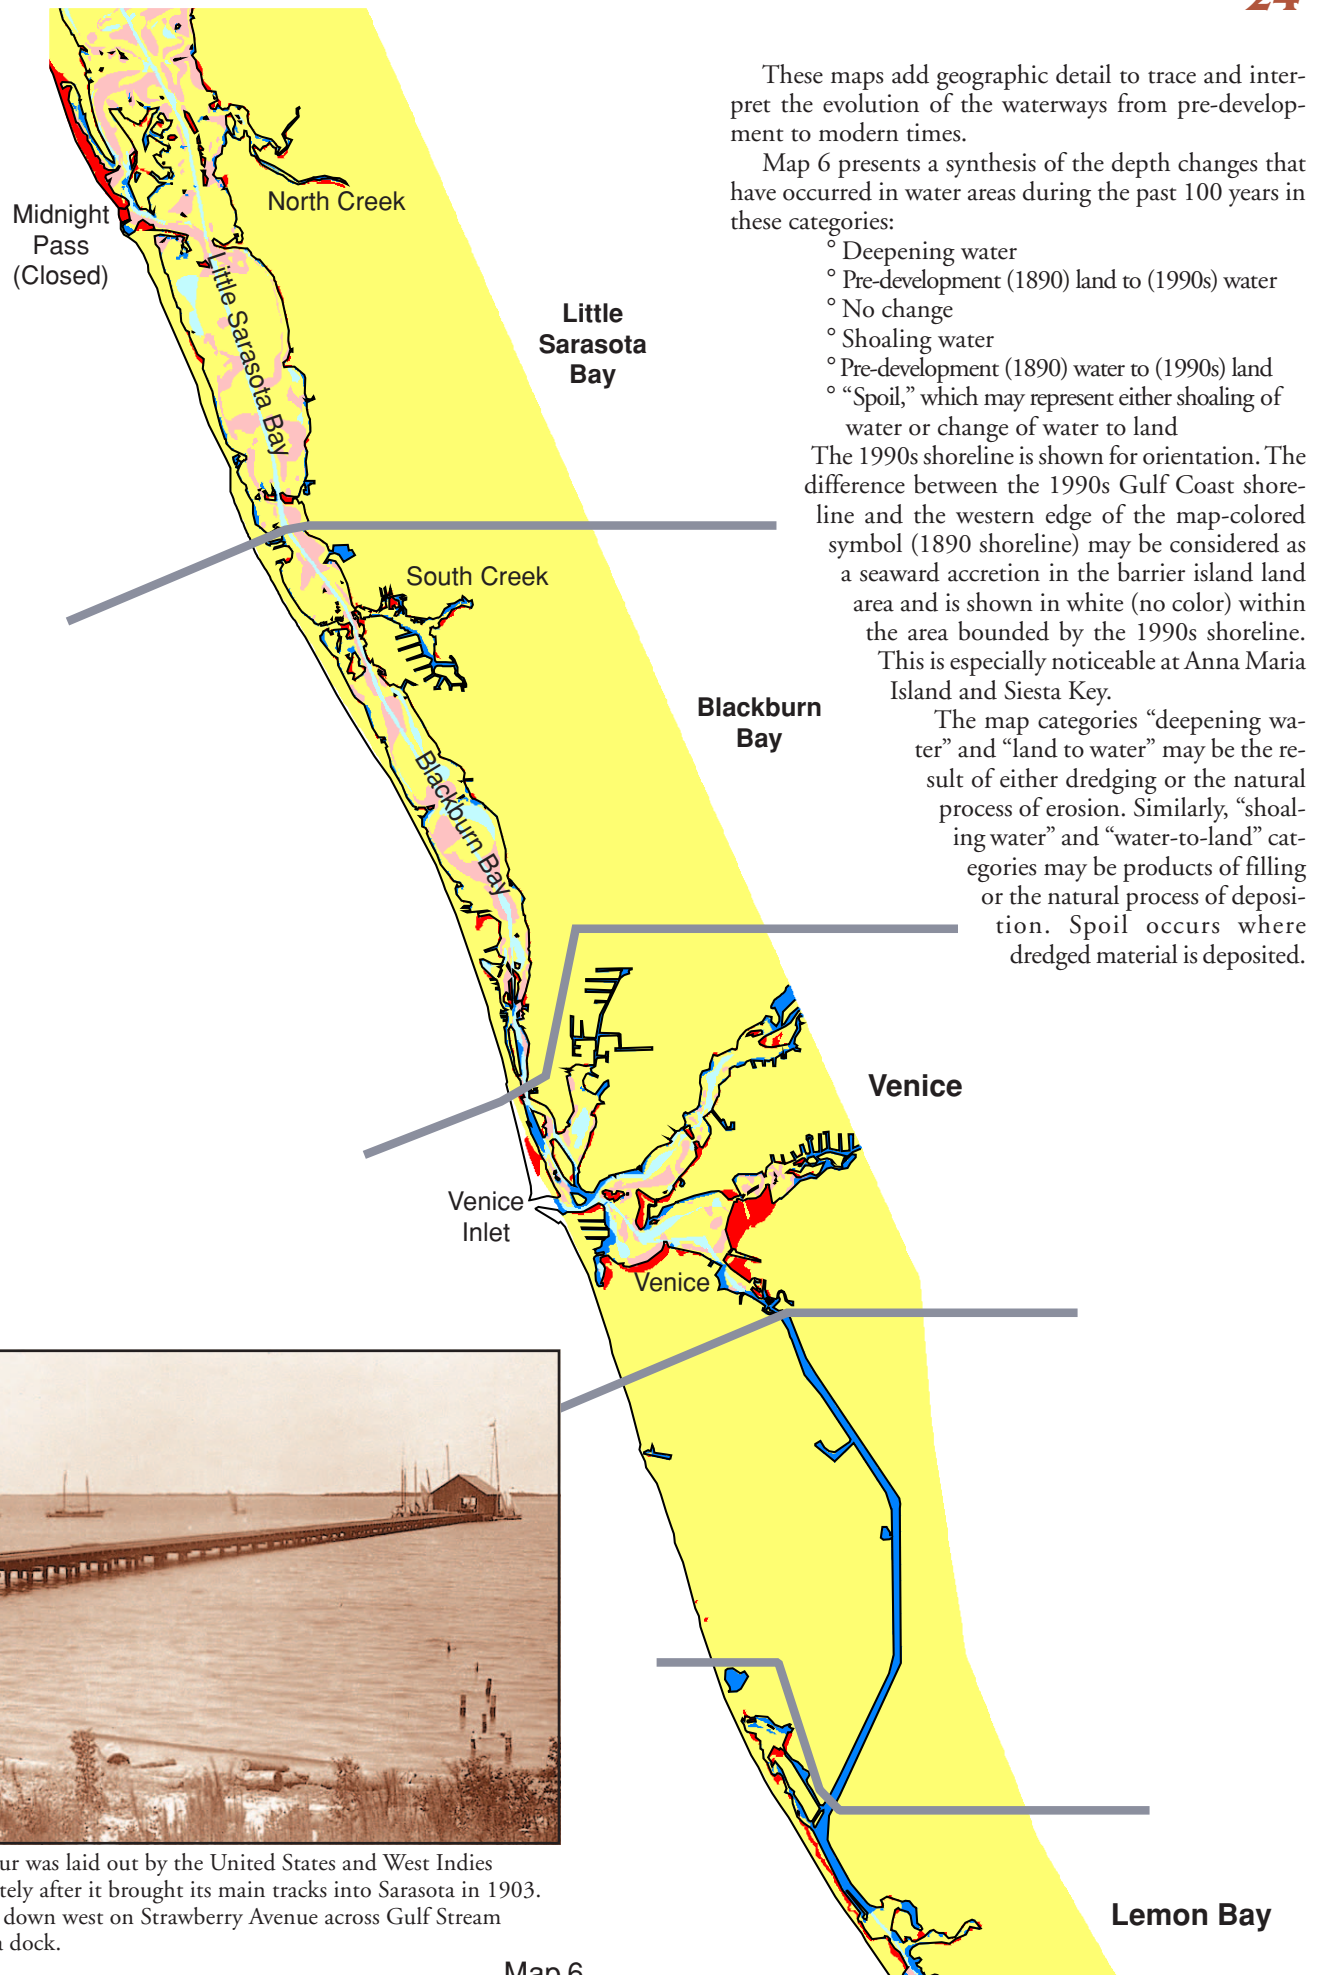 24
These maps add geographic detail to trace and inter-
pret the evolution of the waterways from pre-develop-
ment to modern times.
Map 6 presents a synthesis of the depth changes that
have occurred in water areas during the past 100 years in
these categories:
° Deepening water
° Pre-development (1890) land to (1990s) water
° No change
° Shoaling water
° Pre-development (1890) water to (1990s) land
° “Spoil,” which may represent either shoaling of
water or change of water to land
The 1990s shoreline is shown for orientation. The
difference between the 1990s Gulf Coast shore-
line and the western edge of the map-colored
symbol (1890 shoreline) may be considered as
a seaward accretion in the barrier island land
area and is shown in white (no color) within
the area bounded by the 1990s shoreline.
This is especially noticeable at Anna Maria
Island and Siesta Key.
The map categories “deepening wa-
ter” and “land to water” may be the re-
sult of either dredging or the natural
process of erosion. Similarly, “shoal-
ing water” and “water-to-land” cat-
egories may be products of filling
or the natural process of deposi-
tion. Spoil occurs where
dredged material is deposited.
North Creek
Midnight
Pass
(Closed)
Little Sarasota Bay
Little
Sarasota
Bay
South Creek
Blackburn
Bay
Blackburn Bay
Venice
Venice
Inlet
Venice
Lemon Bay
ur was laid out by the United States and West Indies
tely after it brought its main tracks into Sarasota in 1903.
down west on Strawberry Avenue across Gulf Stream
dock.
Map 6